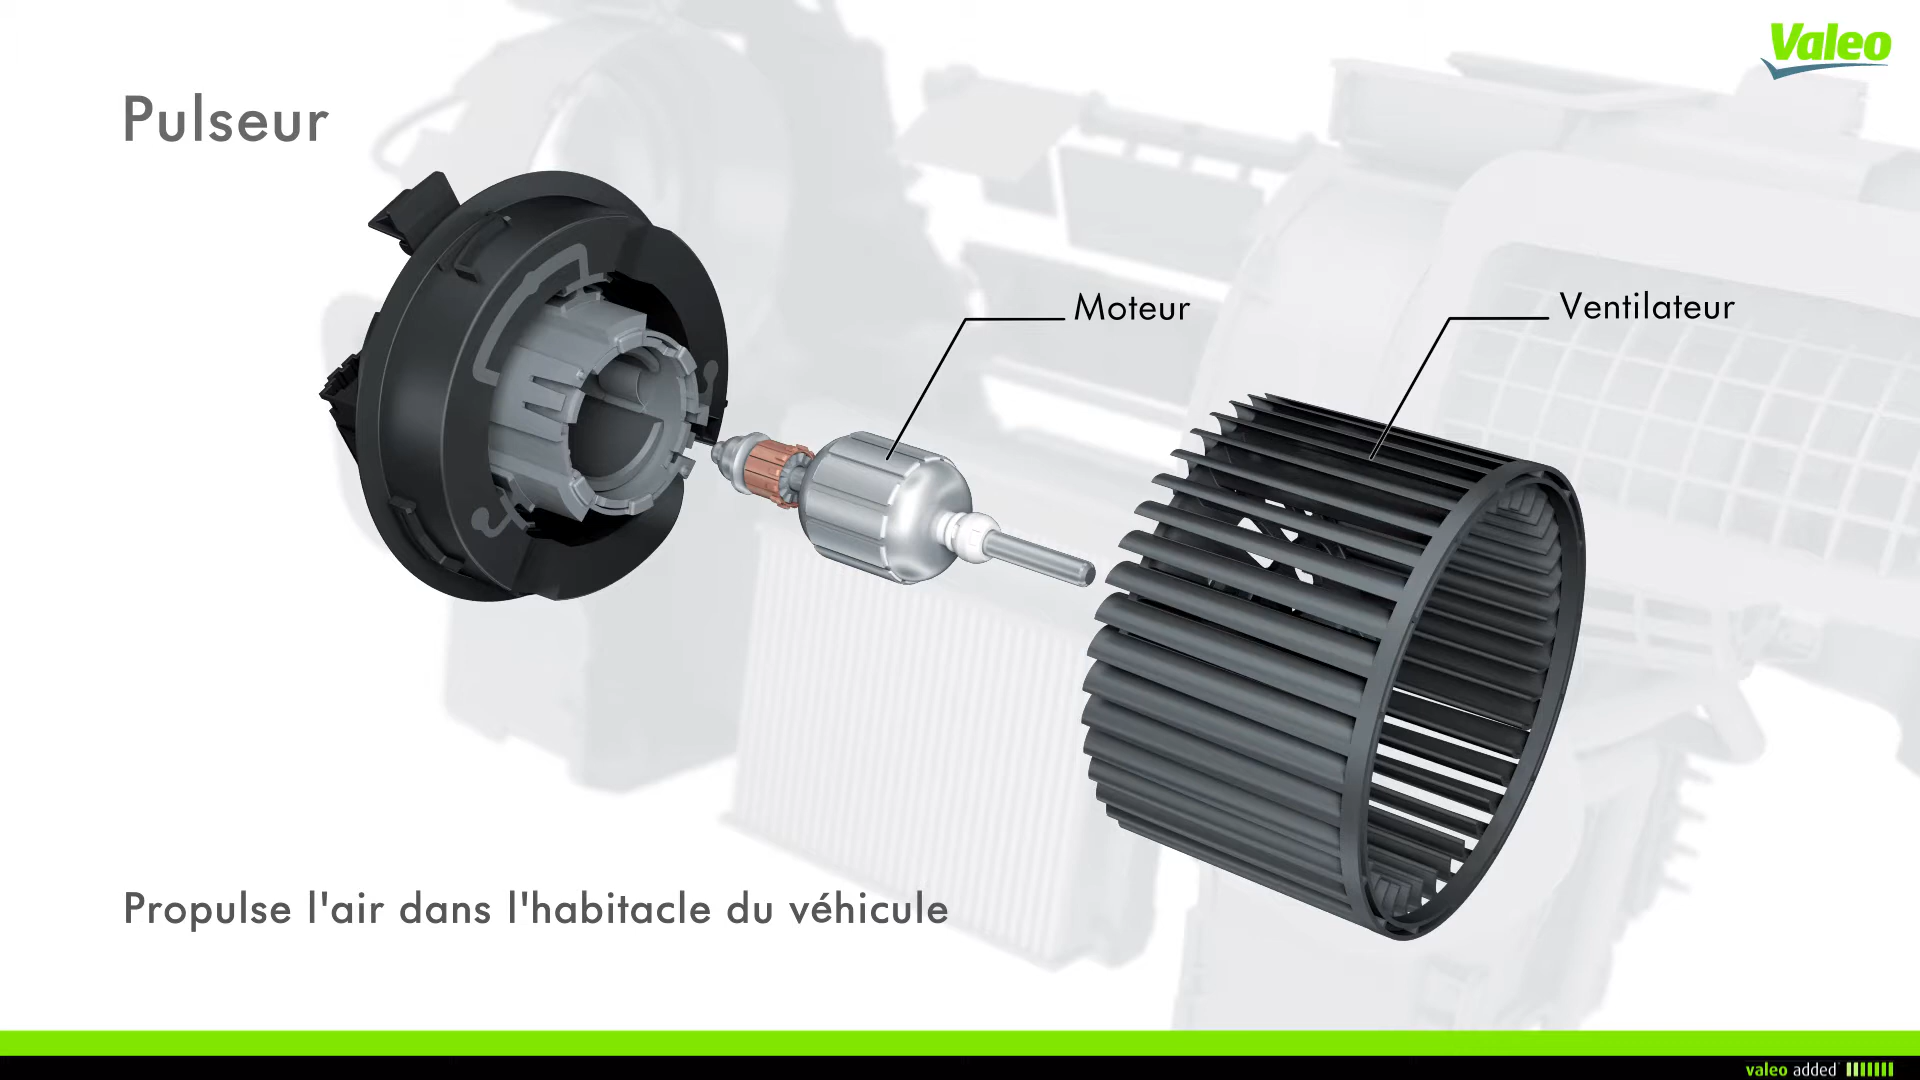 Valeo
Pulseur
Moteur
Ventilateur
Propulse l'air dans l'habitacle du véhicule
valeo added